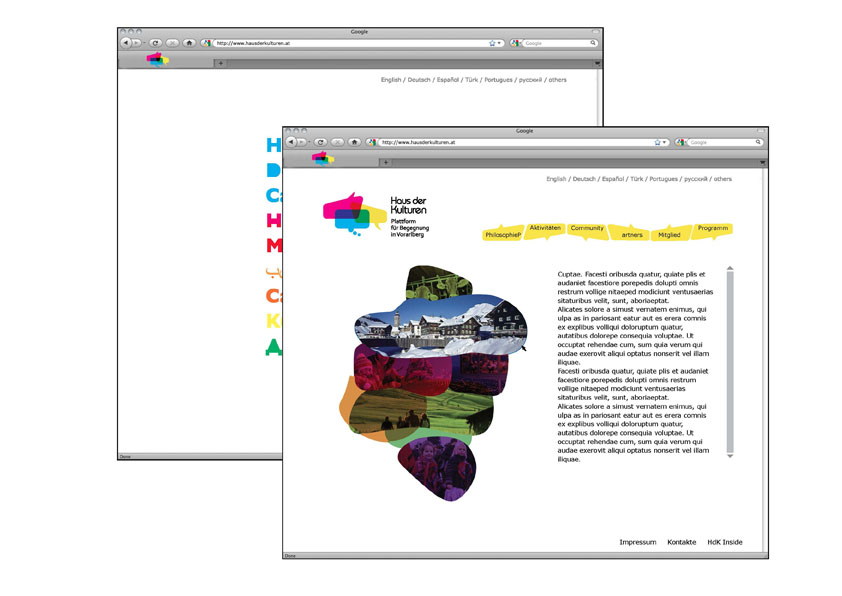 Google
http://www.hausderkulturen.at
Google
English / Deutsch / Español / Türk / Portugues / русский / others
H
D
Ca
H
M
Ca
K
A
Done
Google
http://www.hausderkulturen.at
Google
English / Deutsch / Español / Türk / Portugues / русский / others
Haus der
Kulturen
Plattform
für Begegnung
in Vorarlberg
Philosophief Aktivitäten Community artners Mitglied Programm
Cuptae. Facesti oribusda quatur, quiate plis et
audaniet facestiore porepedis dolupti omnis
restrum vollige nitaeped modiciunt ventusaerias
sitaturibus velit, sunt, aboriaeptat.
Alicates solore a simust vernatem enimus, qui
ulpa as in pariosant eatur aut es erera comnis
ex explibus volliqui doloruptum quatur,
autatibus dolorepe consequia voluptae. Ut
occuptat rehendae cum, sum quia verum qui
audae exerovit aliqui optatus nonserit vel illam
iliquae.
Facesti oribusda quatur, quiate plis et audaniet
facestiore porepedis dolupti omnis restrum
vollige nitaeped modiciunt ventusaerias
sitaturibus velit, sunt, aboriaeptat.
Alicates solore a simust vernatem enimus, qui
ulpa as in pariosant eatur aut es erera comnis
ex explibus volliqui doloruptum quatur,
autatibus dolorepe consequia voluptae. Ut
occuptat rehendae cum, sum quia verum qui
audae exerovit aliqui optatus nonserit vel illam
iliquae.
Impressum Kontakte HdK Inside
Done